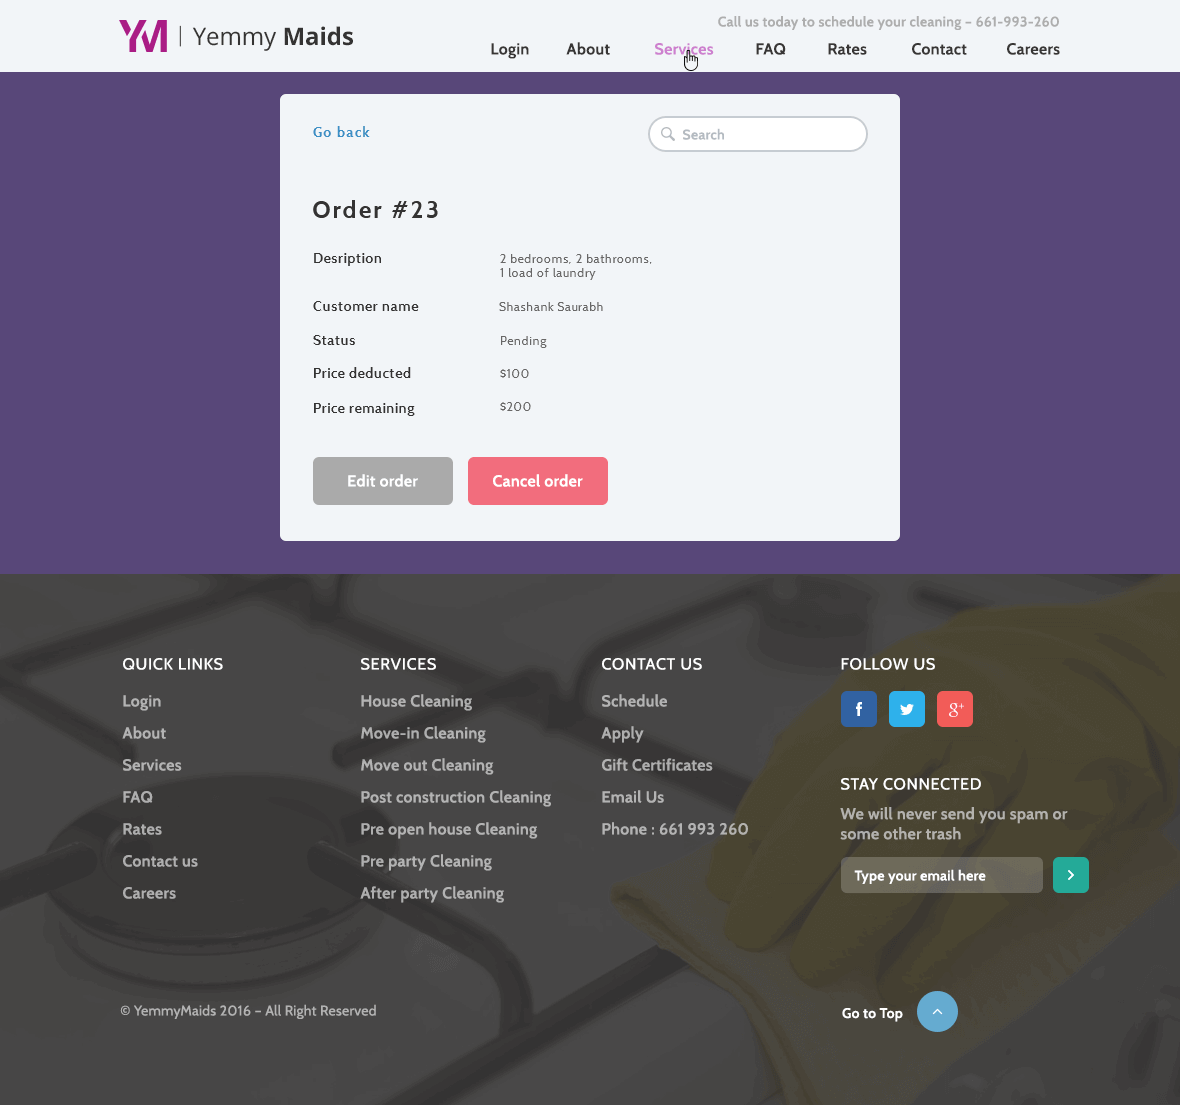 YM | Yemmy Maids
Call us today to schedule your cleaning - 661-993-260
Login About Services FAQ Rates Contact Careers
Go back
Search
Order #23
Desription 2 bedrooms, 2 bathrooms,
1 load of laundry
Customer name Shashank Saurabh
Status Pending
Price deducted $100
Price remaining $200
Edit order Cancel order
QUICK LINKS
Login
About
Services
FAQ
Rates
Contact us
Careers
SERVICES
House Cleaning
Move-in Cleaning
Move out Cleaning
Post construction Cleaning
Pre open house Cleaning
Pre party Cleaning
After party Cleaning
CONTACT US
Schedule
Apply
Gift Certificates
Email Us
Phone : 661 993 260
FOLLOW US
f g+
STAY CONNECTED
We will never send you spam or
some other trash
Type your email here
© YemmyMaids 2016 - All Right Reserved
Go to Top